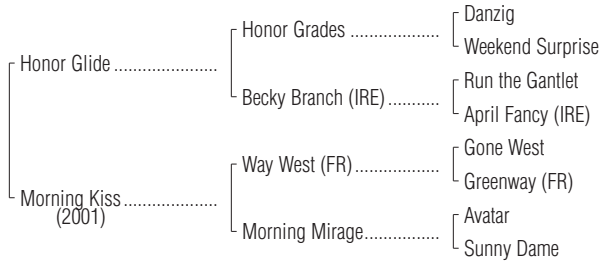 Danzig
Honor Grades ...................
Weekend Surprise
Honor Glide .....................
Run the Gantlet
Becky Branch (IRE) ...........
April Fancy (IRE)
Gone West
Way West (FR) ..................
Greenway (FR)
Morning Kiss ...................
(2001)
Avatar
Morning Mirage ................
Sunny Dame